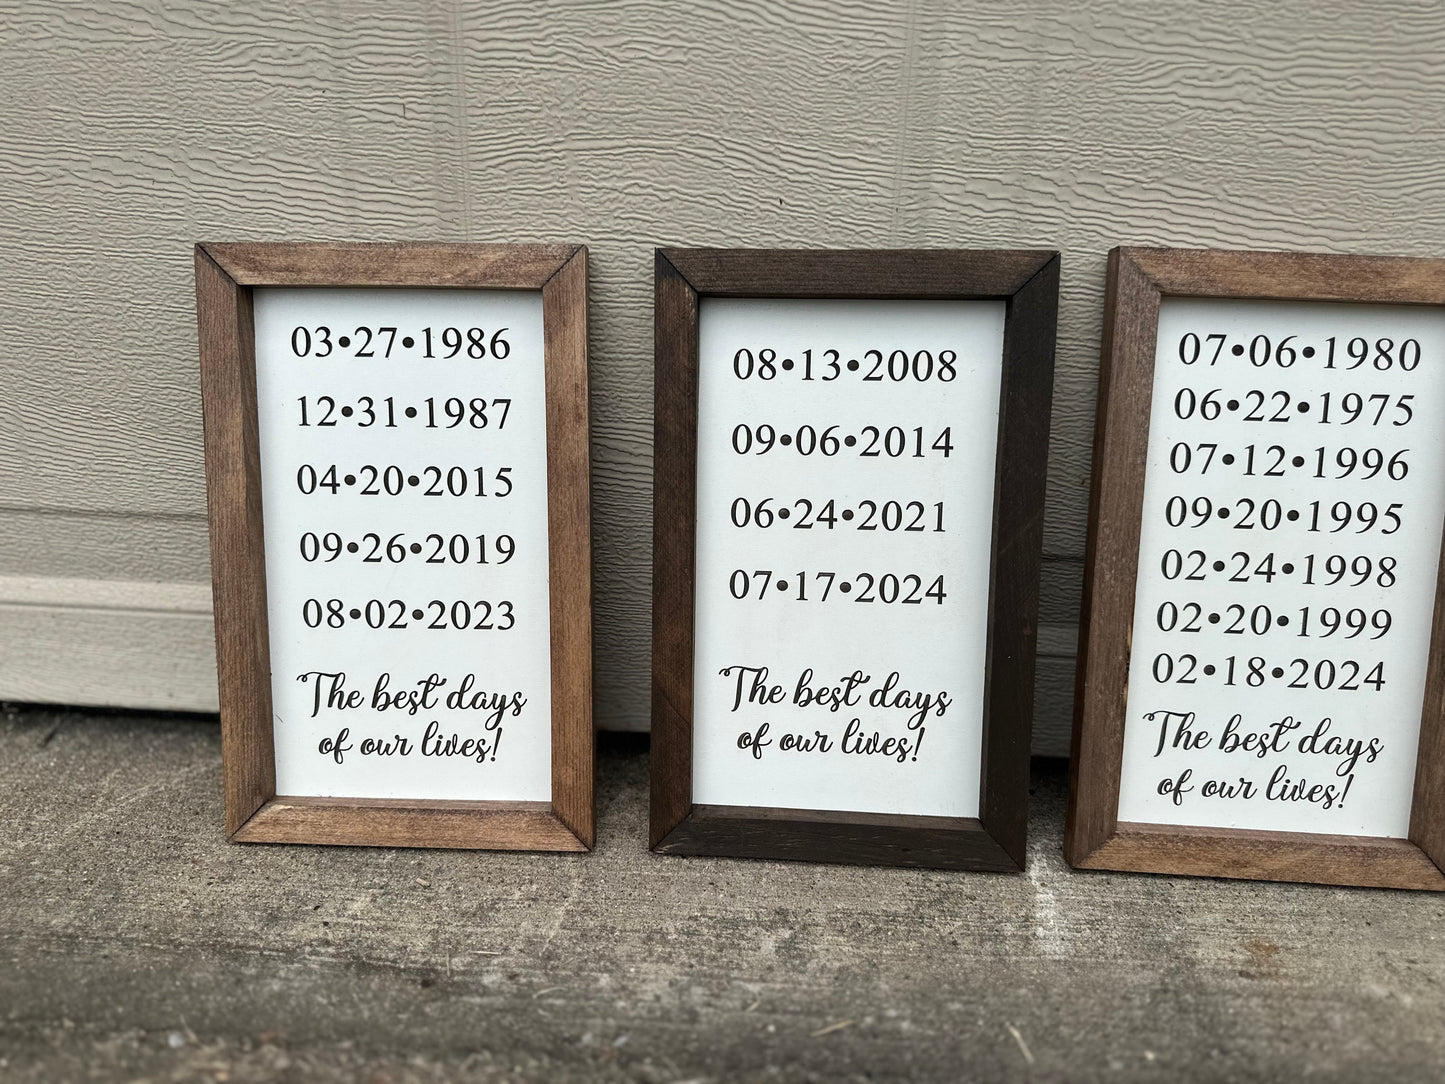 03•27•1986
12•31•1987
04•20•2015
09•26•2019
08•02•2023
The best days
of our lives!
08•13•2008
09•06•2014
06•24•2021
07•17•2024
The best days
of our lives!
07•06•1980
06•22•1975
07•12•1996
09•20•1995
02•24•1998
02•20•1999
02•18•2024
The best days
of our lives!